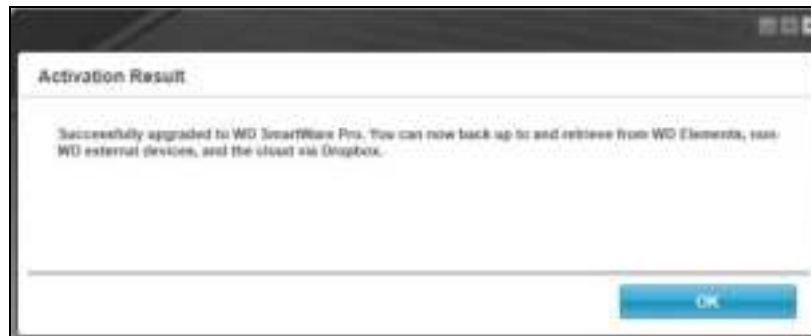 Activation Result
Successfully upgraded to WD SmartWare Pro. You can now back up to and retrieve from WD Elements, non-
WD external devices, and the cloud via Dropbox.
OK